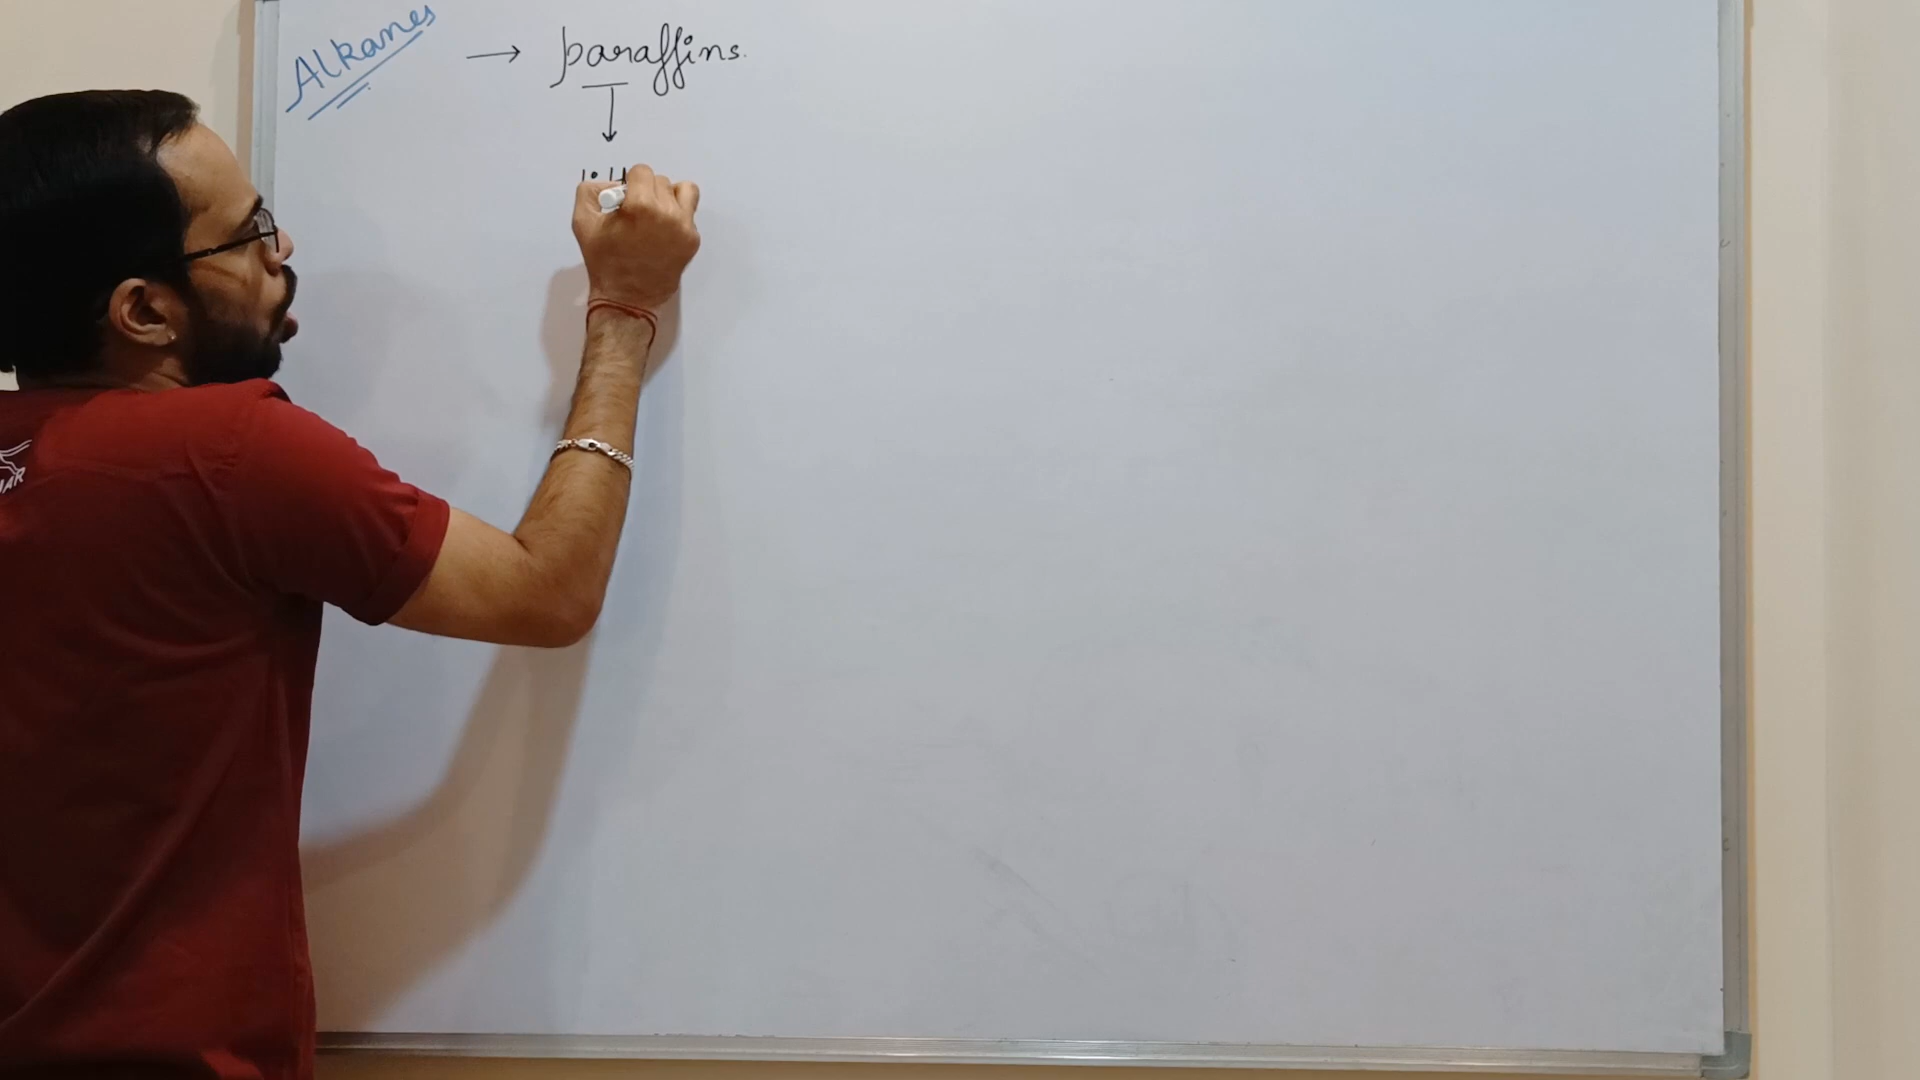 Alkanes → paraffins.